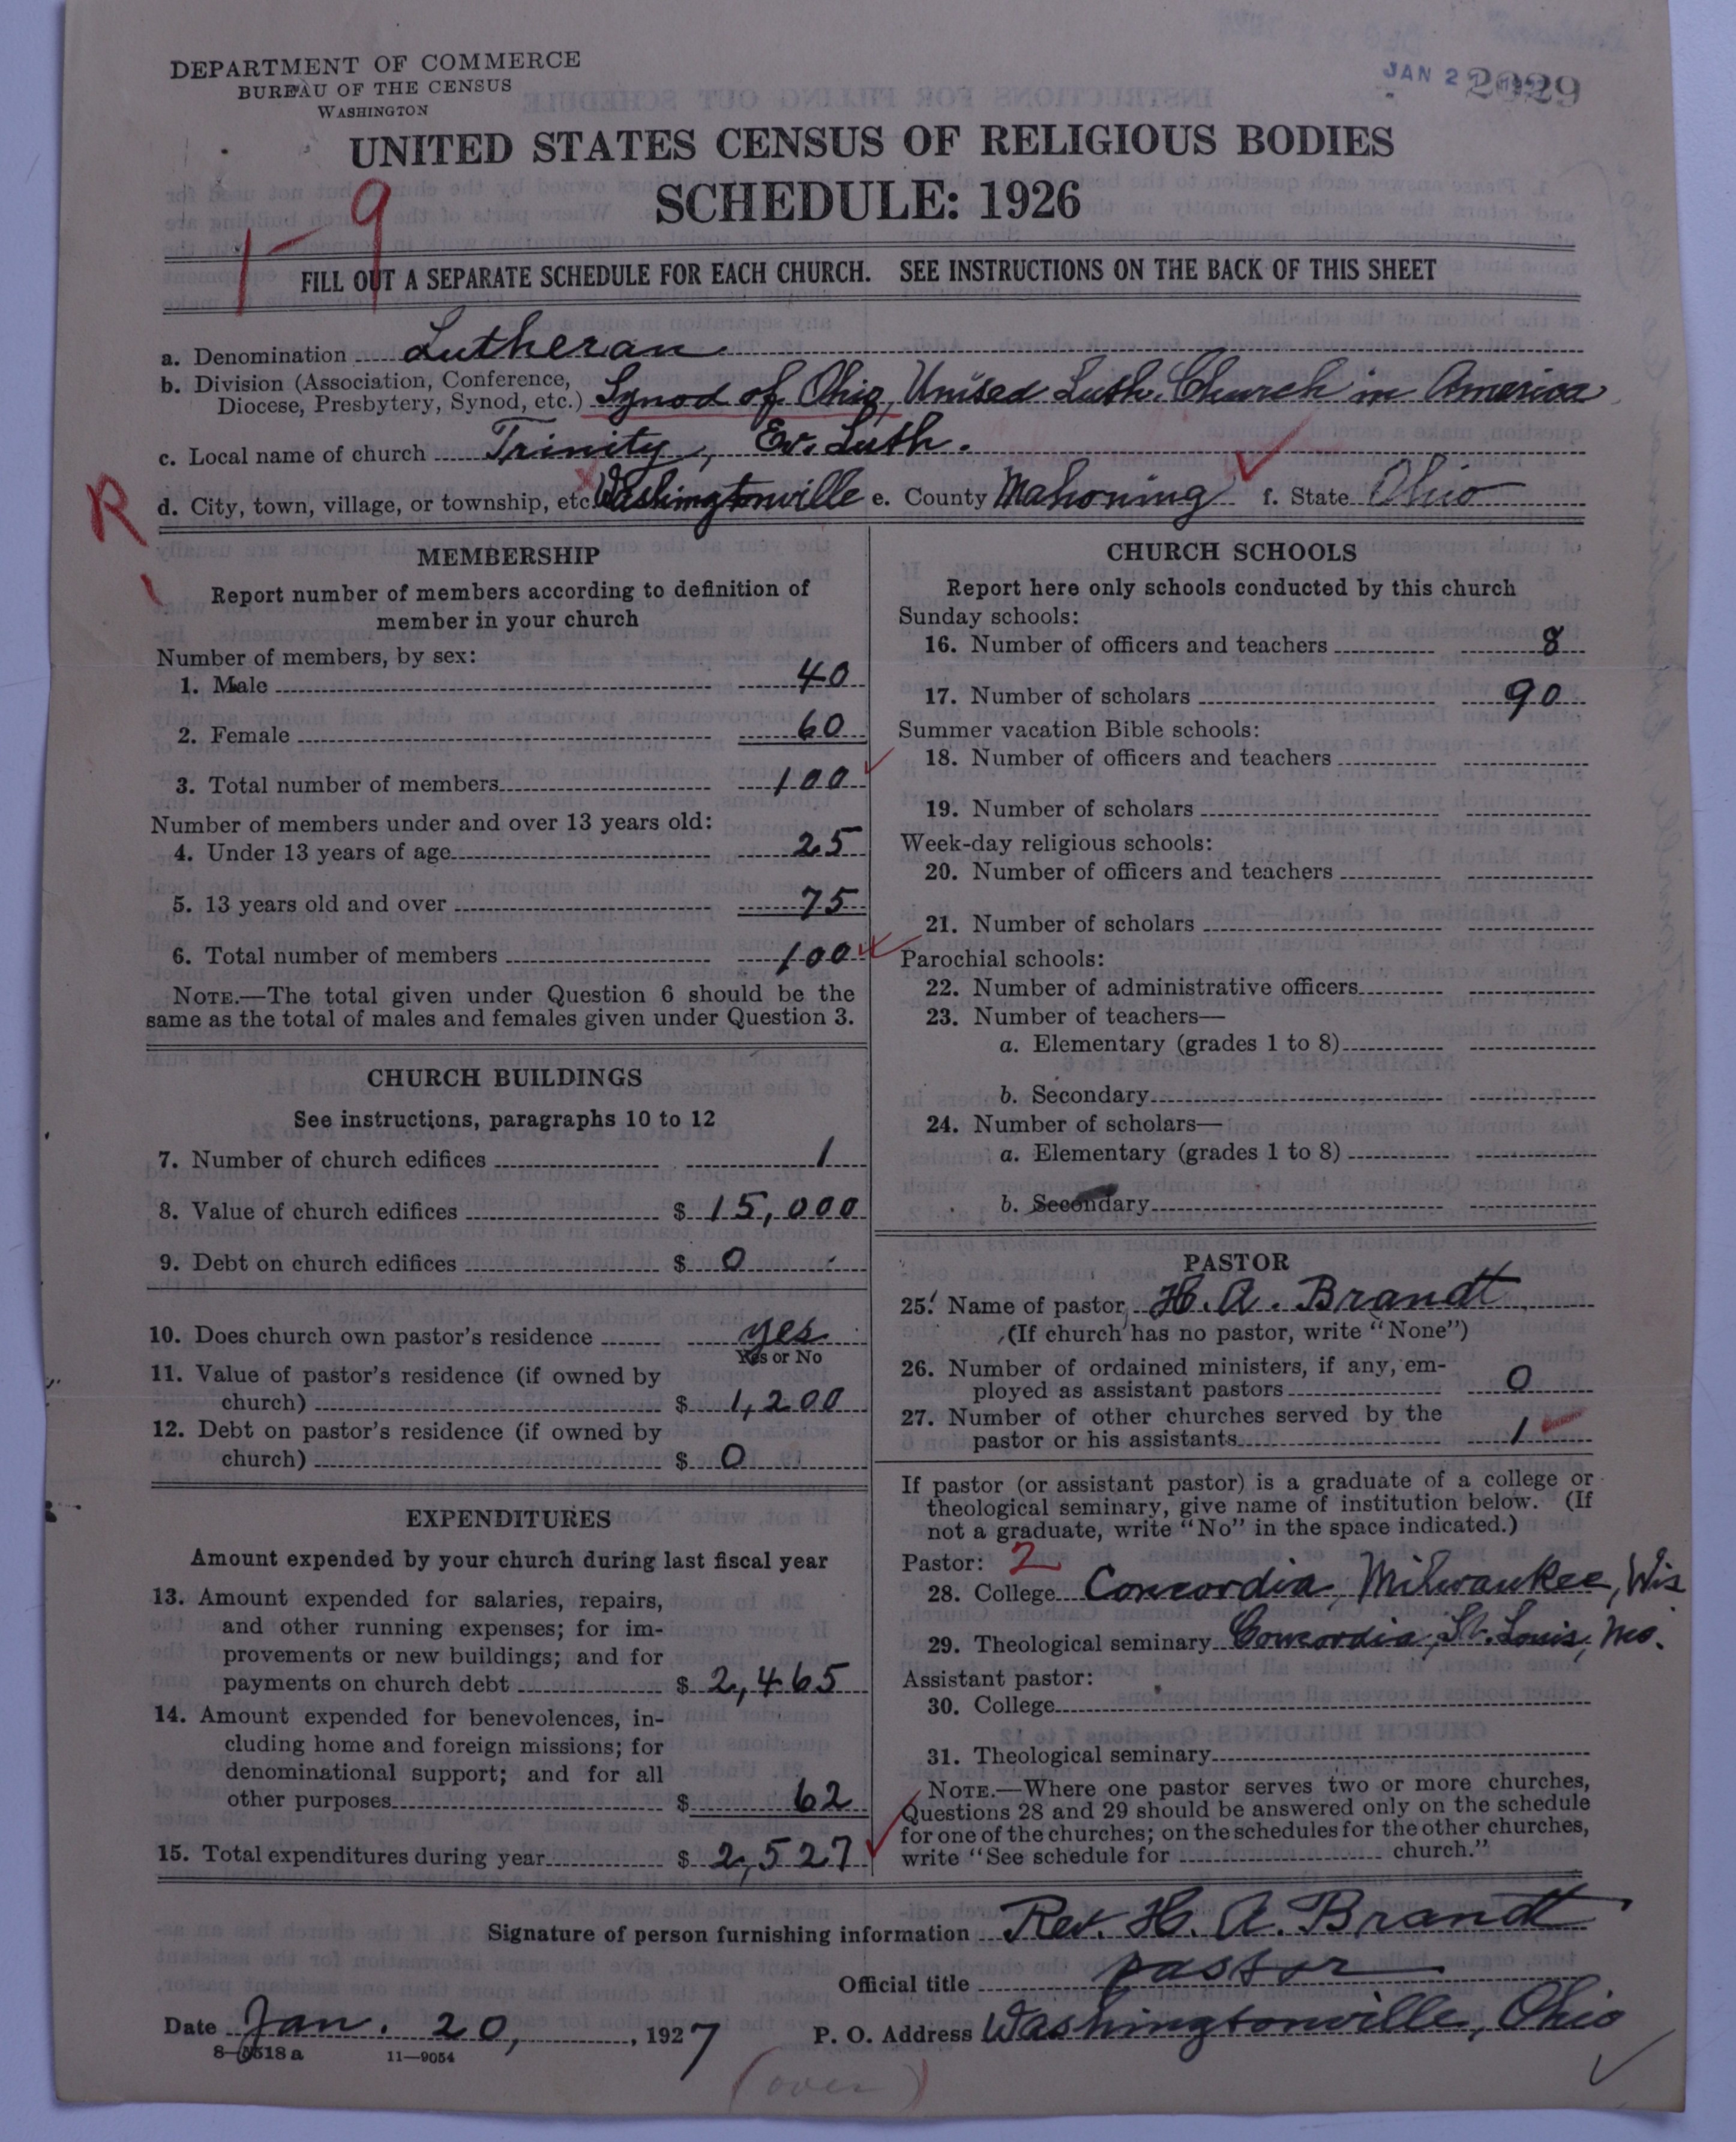 DEPARTMENT OF COMMERCE
BUREAU OF THE CENSUS
WASHINGTON
JAN 2
2029
UNITED STATES CENSUS OF RELIGIOUS BODIES
SCHEDULE: 1926
1-9
FILL OUT A SEPARATE SCHEDULE FOR EACH CHURCH. SEE INSTRUCTIONS ON THE BACK OF THIS SHEET
a. Denomination Lutheran
b. Division (Association, Conference,
Diocese, Presbytery, Synod, etc.) Synod of Ohio, United Luth. Church in America
c. Local name of church Trinity, Ev. Luth.
R
d. City, town, village, or township, etc. Washingtonville e. County Mahoning f. State Ohio
MEMBERSHIP
Report number of members according to definition of
member in your church
Number of members, by sex:
1. Male 40
2. Female 60
3. Total number of members 100
Number of members under and over 13 years old:
4. Under 13 years of age 25
5. 13 years old and over 75
6. Total number of members 100
NOTE.—The total given under Question 6 should be the
same as the total of males and females given under Question 3.
CHURCH BUILDINGS
See instructions, paragraphs 10 to 12
7. Number of church edifices 1
8. Value of church edifices $ 15,000
9. Debt on church edifices $ 0
10. Does church own pastor's residence yes
Yes or No
11. Value of pastor's residence (if owned by
church) $ 1,200
12. Debt on pastor's residence (if owned by
church) $ 0
EXPENDITURES
Amount expended by your church during last fiscal year
13. Amount expended for salaries, repairs,
and other running expenses; for im-
provements or new buildings; and for
payments on church debt $ 2,465
14. Amount expended for benevolences, in-
cluding home and foreign missions; for
denominational support; and for all
other purposes $ 62
15. Total expenditures during year $ 2,527
CHURCH SCHOOLS
Report here only schools conducted by this church
Sunday schools:
16. Number of officers and teachers 8
17. Number of scholars 90
Summer vacation Bible schools:
18. Number of officers and teachers
19. Number of scholars
Week-day religious schools:
20. Number of officers and teachers
21. Number of scholars
Parochial schools:
22. Number of administrative officers
23. Number of teachers—
a. Elementary (grades 1 to 8)
b. Secondary
24. Number of scholars—
a. Elementary (grades 1 to 8)
b. Secondary
PASTOR
25. Name of pastor H. A. Brandt
(If church has no pastor, write "None")
26. Number of ordained ministers, if any, em-
ployed as assistant pastors 0
27. Number of other churches served by the
pastor or his assistants 1
If pastor (or assistant pastor) is a graduate of a college or
theological seminary, give name of institution below. (If
not a graduate, write "No" in the space indicated.)
Pastor: 2
28. College Concordia, Milwaukee, Wis
29. Theological seminary Concordia, St. Louis, Mo.
Assistant pastor:
30. College
31. Theological seminary
NOTE.—Where one pastor serves two or more churches,
Questions 28 and 29 should be answered only on the schedule
for one of the churches; on the schedules for the other churches,
write "See schedule for church."
Signature of person furnishing information Rev. H. A. Brandt
Official title pastor
Date Jan. 20, 1927 P. O. Address Washingtonville, Ohio
11—9054
(over)